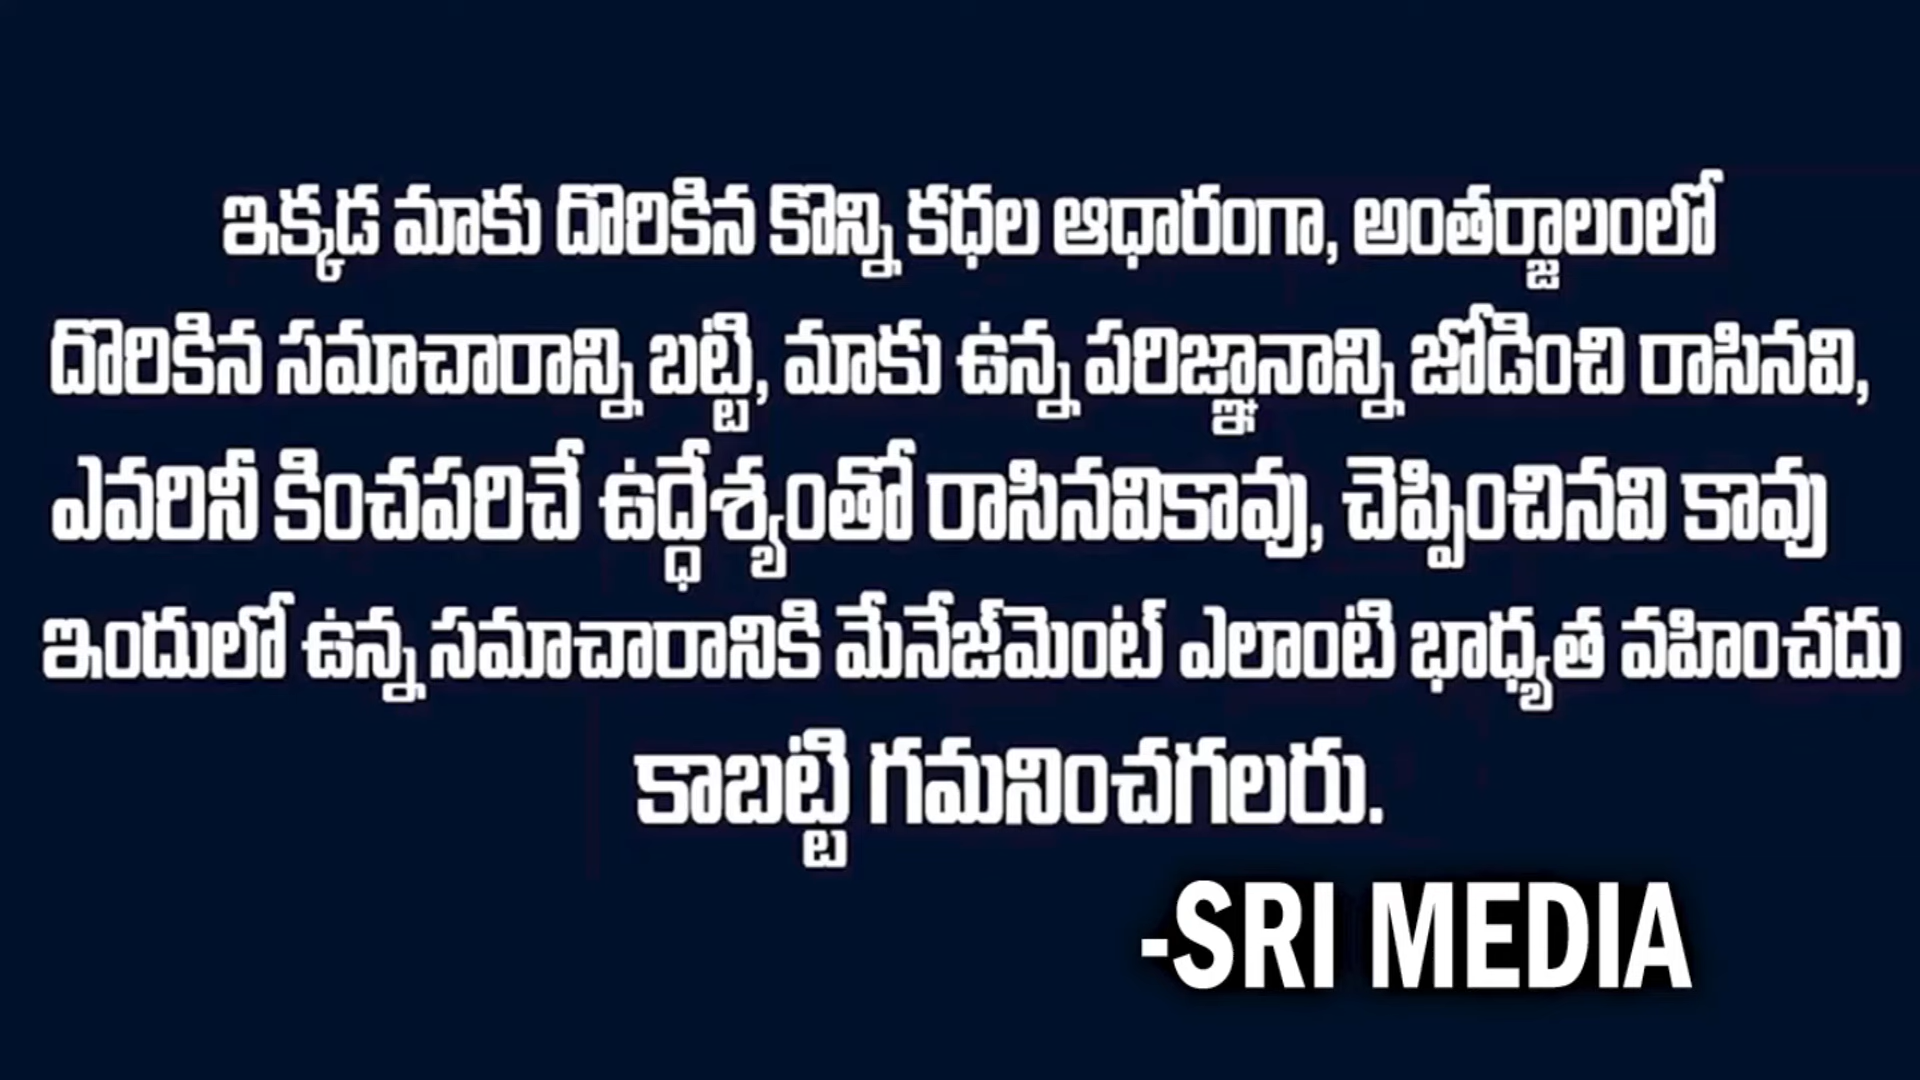 ఇక్కడ మాకు దొరికిన కొన్ని కధల ఆధారంగా, అంతర్జాలంలో
దొరికిన సమాచారాన్ని బట్టి, మాకు ఉన్న పరిజ్ఞానాన్ని జోడించి రాసినవి,
ఎవరినీ కించపరిచే ఉద్ధేశ్యంతో రాసినవికావు, చెప్పించినవి కావు
ఇందులో ఉన్న సమాచారానికి మేనేజ్‌మెంట్ ఎలాంటి భాధ్యత వహించదు
కాబట్టి గమనించగలరు.
-SRI MEDIA